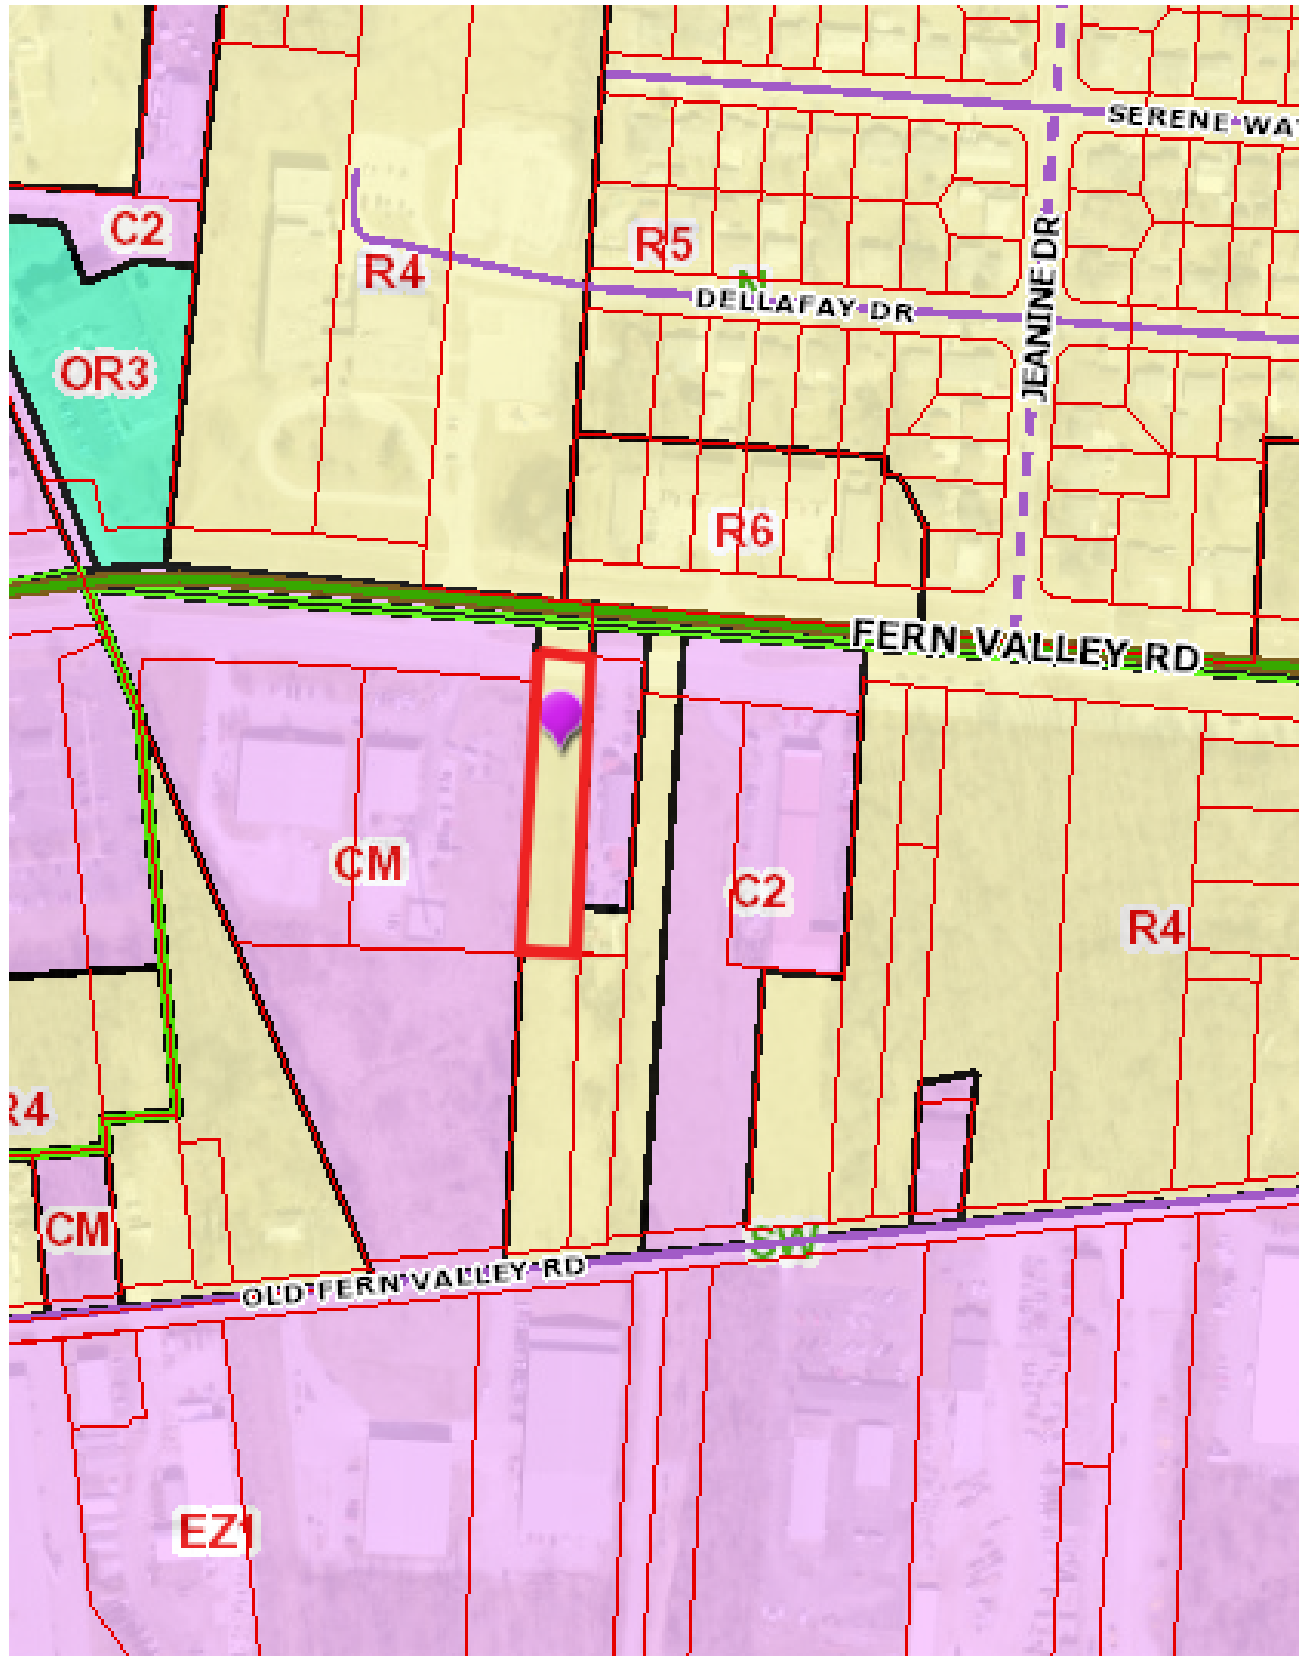 SERENE WA
C2
R5
R4
N
DELLAFAY DR
JEANINE DR
OR3
R6
FERN VALLEY RD
CM
C2
R4
R4
CM
SW
OLD FERN VALLEY RD
EZ1